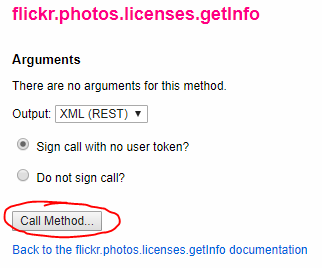 flickr.photos.licenses.getInfo
Arguments
There are no arguments for this method.
Output: XML (REST)
Sign call with no user token?
Do not sign call?
Call Method...
Back to the flickr.photos.licenses.getInfo documentation